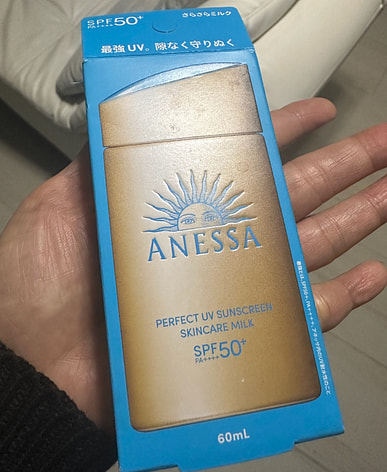 SPF50+
PA++++
さらさらミルク
最強UV。隙なく守りぬく
ANESSA
PERFECT UV SUNSCREEN
SKINCARE MILK
SPF50+
PA++++
60mL